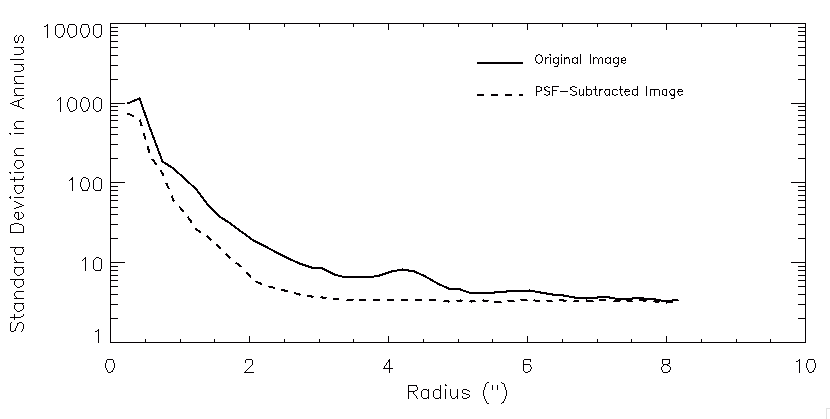 10000
1000
100
10
1
Standard Deviation in Annulus
Original Image
PSF-Subtracted Image
0 2 4 6 8 10
Radius (")